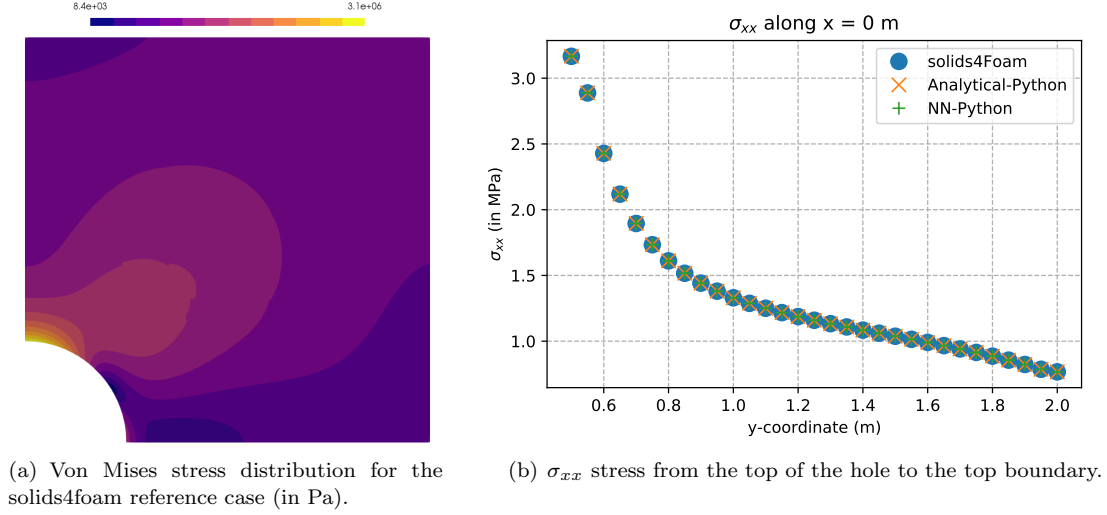 8.4e+03 3.1e+06
σxx along x = 0 m
solids4Foam
Analytical-Python
NN-Python
σxx (in MPa)
3.0
2.5
2.0
1.5
1.0
0.6 0.8 1.0 1.2 1.4 1.6 1.8 2.0
y-coordinate (m)
(a) Von Mises stress distribution for the
solids4foam reference case (in Pa).
(b) σxx stress from the top of the hole to the top boundary.